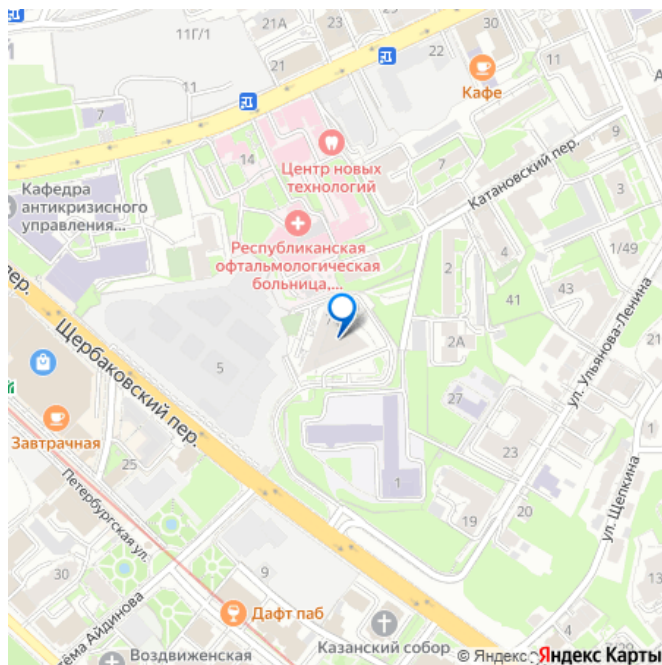 21А
23
30
11Г/1
21
22
11
11
Кафе
7
14
9
Центр новых
технологий
7
Катановский пер.
Кафедра
антикризисного
управления...
3
Республиканская
офтальмологическая
больница,...
4
1/49
2
41
пер.
Щербаковский пер.
5
2А
ул. Ульянова-Ленина
27
Завтрачная
25
23
1
1
ул. Щепкина
Петербургская ул.
19
20
30
9
13
Дафт паб
4
Казанский собор
Воздвиженская
© Яндекс
Яндекс Карты